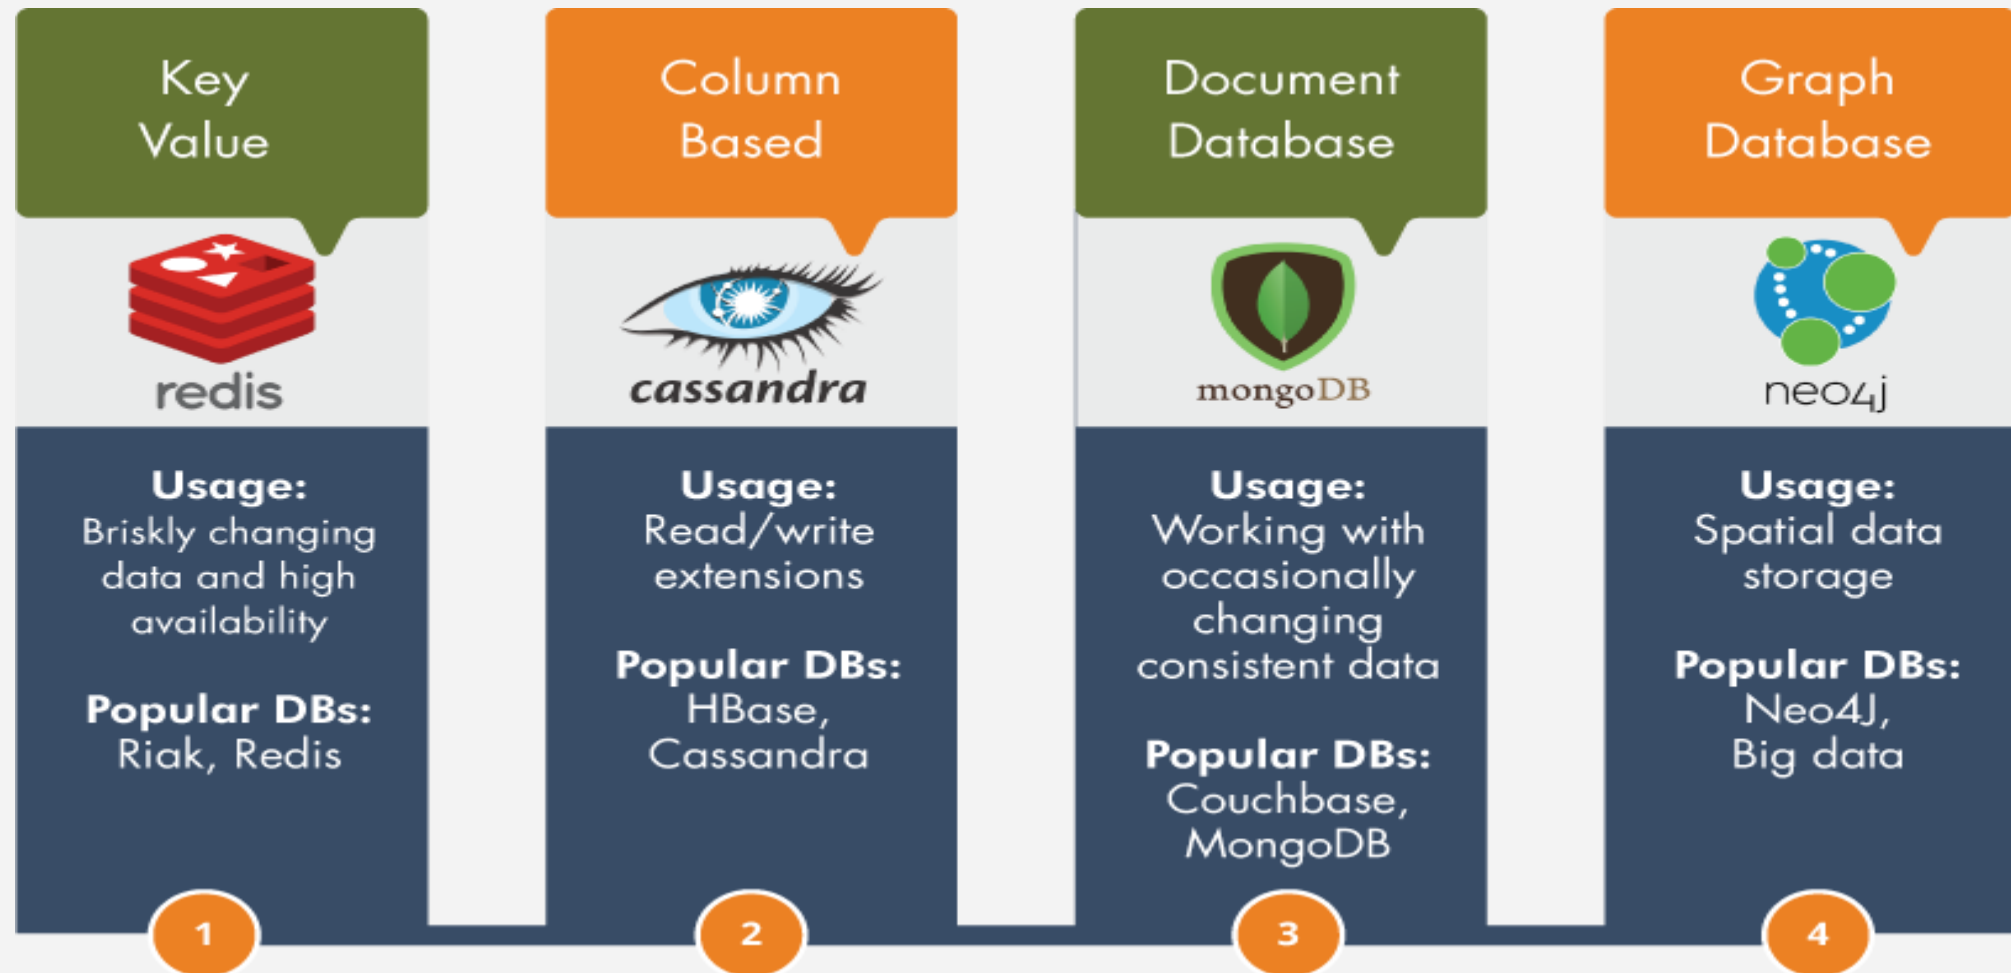 Key
Value
redis
Usage:
Briskly changing
data and high
availability
Popular DBs:
Riak, Redis
1
Column
Based
cassandra
Usage:
Read/write
extensions
Popular DBs:
HBase,
Cassandra
2
Document
Database
mongoDB
Usage:
Working with
occasionally
changing
consistent data
Popular DBs:
Couchbase,
MongoDB
3
Graph
Database
neo4j
Usage:
Spatial data
storage
Popular DBs:
Neo4J,
Big data
4